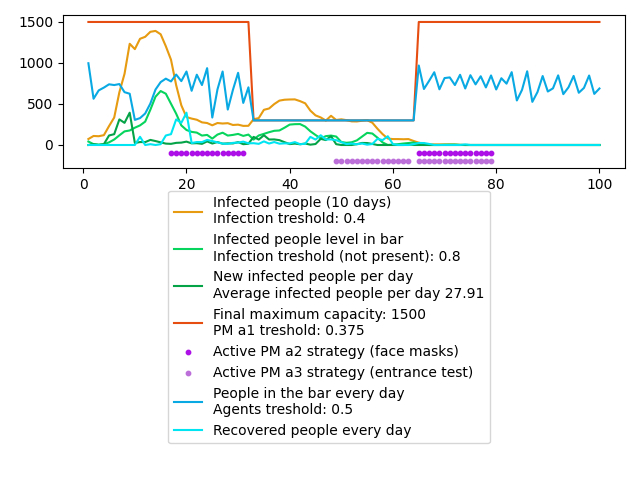 1500
1000
500
0
0
20
40
60
80
100
Infected people (10 days)
Infection treshold: 0.4
Infected people level in bar
Infection treshold (not present): 0.8
New infected people per day
Average infected people per day 27.91
Final maximum capacity: 1500
PM a1 treshold: 0.375
Active PM a2 strategy (face masks)
Active PM a3 strategy (entrance test)
People in the bar every day
Agents treshold: 0.5
Recovered people every day